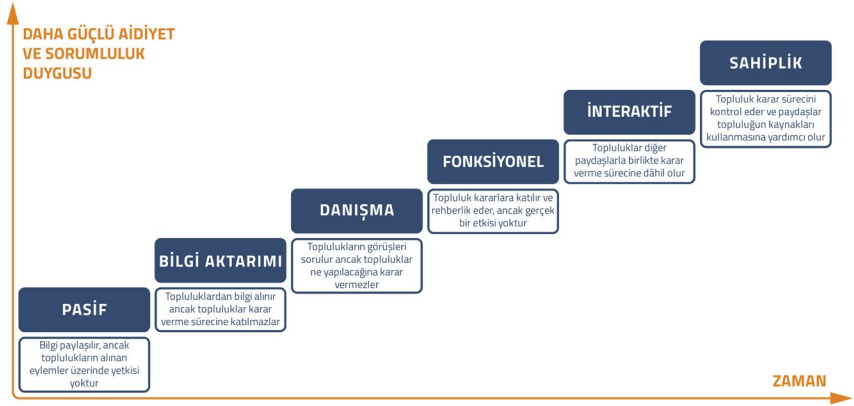 DAHA GÜÇLÜ AİDİYET
VE SORUMLULUK
DUYGUSU
SAHİPLİK
Topluluk karar sürecini
kontrol eder ve paydaşlar
topluluğun kaynakları
kullanmasına yardımcı olur
İNTERAKTİF
Topluluklar diğer
paydaşlarla birlikte karar
verme sürecine dâhil olur
FONKSİYONEL
Topluluk kararlara katılır ve
rehberlik eder, ancak gerçek
bir etkisi yoktur
DANIŞMA
Toplulukların görüşleri
sorulur ancak topluluklar
ne yapılacağına karar
vermezler
BİLGİ AKTARIMI
Topluluklardan bilgi alınır
ancak topluluklar karar
verme sürecine katılmazlar
PASİF
Bilgi paylaşılır, ancak
toplulukların alınan
eylemler üzerinde yetkisi
yoktur
ZAMAN